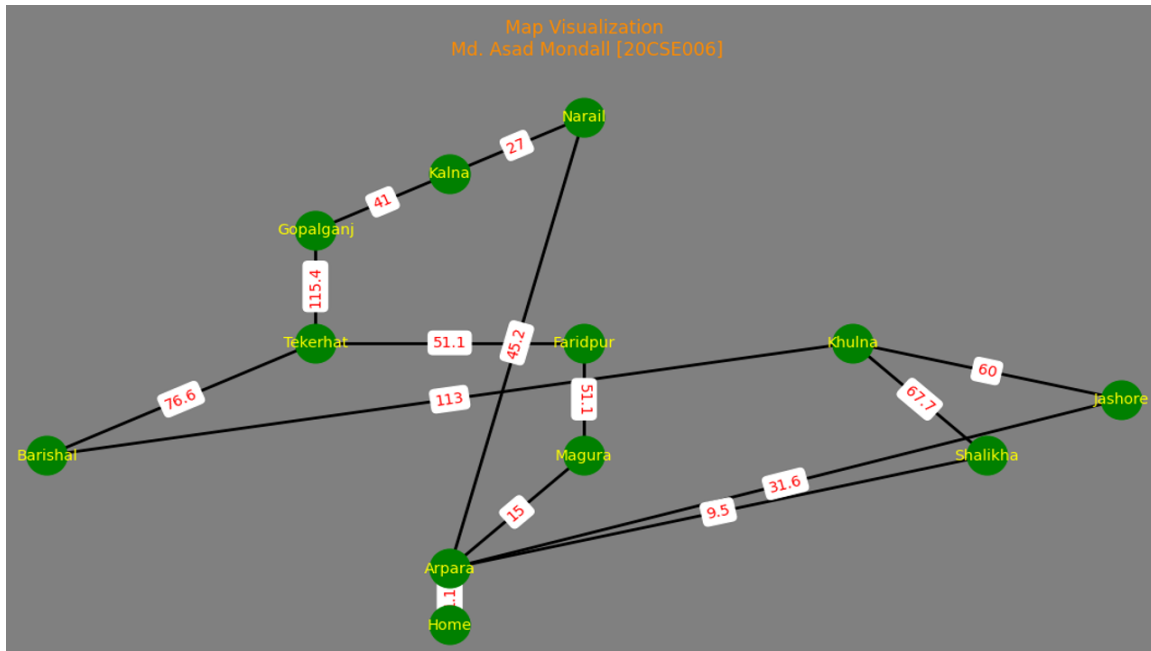 Map Visualization
Md. Asad Mondall [20CSE006]
Narail
27
Kalna
41
Gopalganj
115.4
Tekerhat
51.1
45.2
Faridpur
Khulna
60
76.6
113
51.1
67.7
Jashore
Barishal
Magura
Shalikha
31.6
15
9.5
Arpara
Home